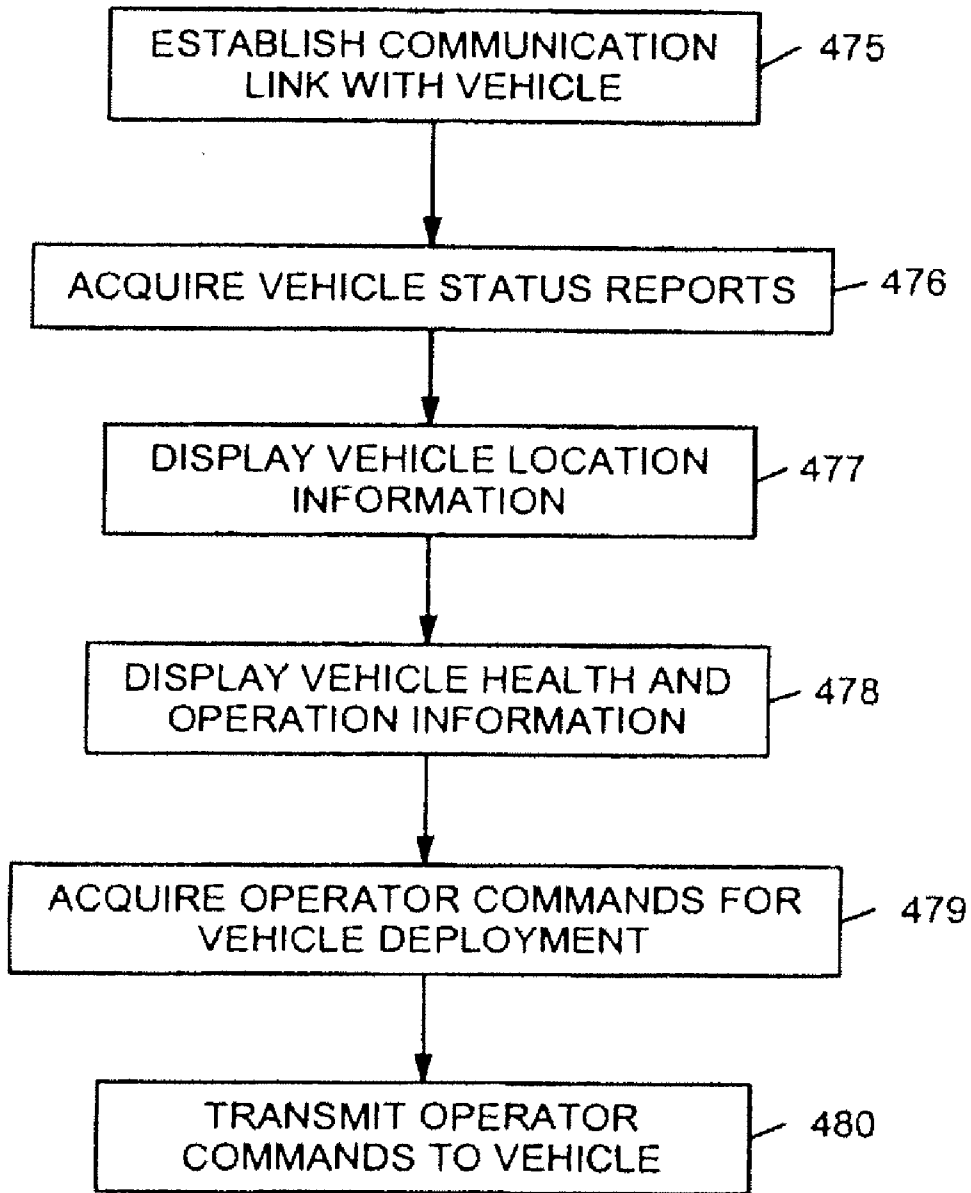 ESTABLISH COMMUNICATION
LINK WITH VEHICLE
475
ACQUIRE VEHICLE STATUS REPORTS
476
DISPLAY VEHICLE LOCATION
INFORMATION
477
DISPLAY VEHICLE HEALTH AND
OPERATION INFORMATION
478
ACQUIRE OPERATOR COMMANDS FOR
VEHICLE DEPLOYMENT
479
TRANSMIT OPERATOR
COMMANDS TO VEHICLE
480